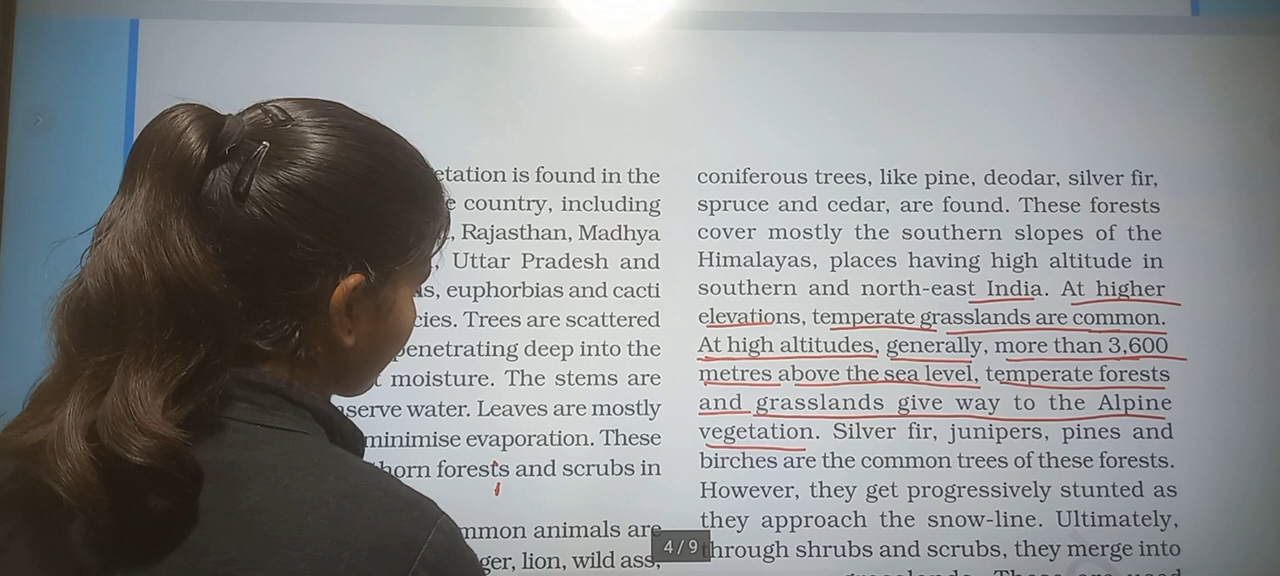 etation is found in the
country, including
, Rajasthan, Madhya
, Uttar Pradesh and
, euphorbias and cacti
cies. Trees are scattered
penetrating deep into the
moisture. The stems are
serve water. Leaves are mostly
minimise evaporation. These
horn forests and scrubs in
mmon animals are
ger, lion, wild ass,
coniferous trees, like pine, deodar, silver fir,
spruce and cedar, are found. These forests
cover mostly the southern slopes of the
Himalayas, places having high altitude in
southern and north-east India. At higher
elevations, temperate grasslands are common.
At high altitudes, generally, more than 3,600
metres above the sea level, temperate forests
and grasslands give way to the Alpine
vegetation. Silver fir, junipers, pines and
birches are the common trees of these forests.
However, they get progressively stunted as
they approach the snow-line. Ultimately,
through shrubs and scrubs, they merge into
4/9